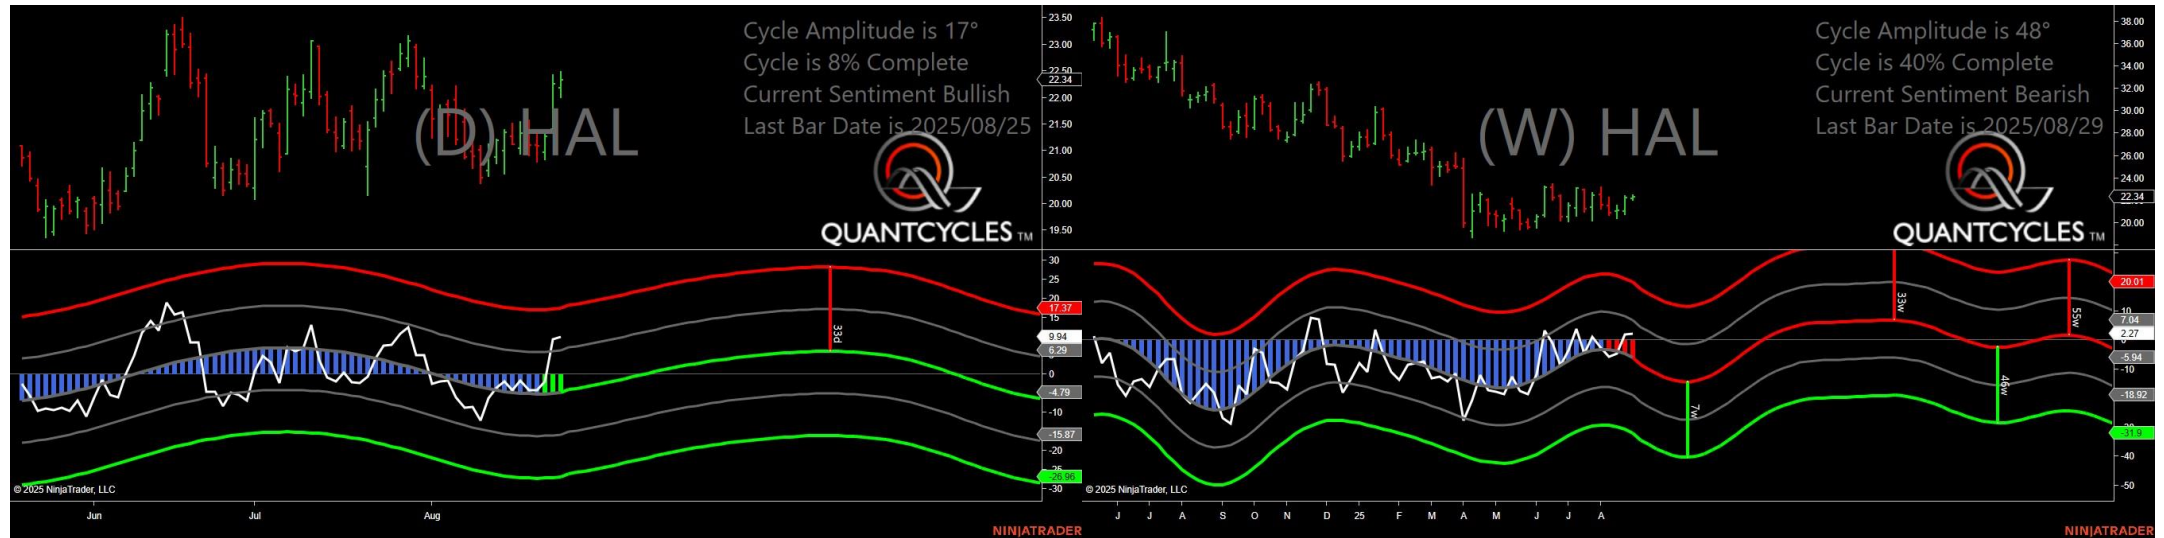 Cycle Amplitude is 17°
Cycle is 8% Complete
Current Sentiment Bullish
Last Bar Date is 2025/08/25
(D) HAL
QUANTCYCLES TM
23.50
23.00
22.50
22.34
22.00
21.50
21.00
20.50
20.00
19.50
30
25
20
17.37
15
9.94
6.29
0
-4.79
-10
-15.87
-20
-26.96
-30
33d
© 2025 NinjaTrader, LLC
Jun Jul Aug
NINJATRADER
Cycle Amplitude is 48°
Cycle is 40% Complete
Current Sentiment Bearish
Last Bar Date is 2025/08/29
(W) HAL
QUANTCYCLES TM
38.00
36.00
34.00
32.00
30.00
28.00
26.00
24.00
22.34
20.00
20.01
10
7.04
2.27
-5.94
-10
-18.92
-31.9
-40
-50
7w
33w
46w
55w
© 2025 NinjaTrader, LLC
J J A S O N D 25 F M A M J J A
NINJATRADER